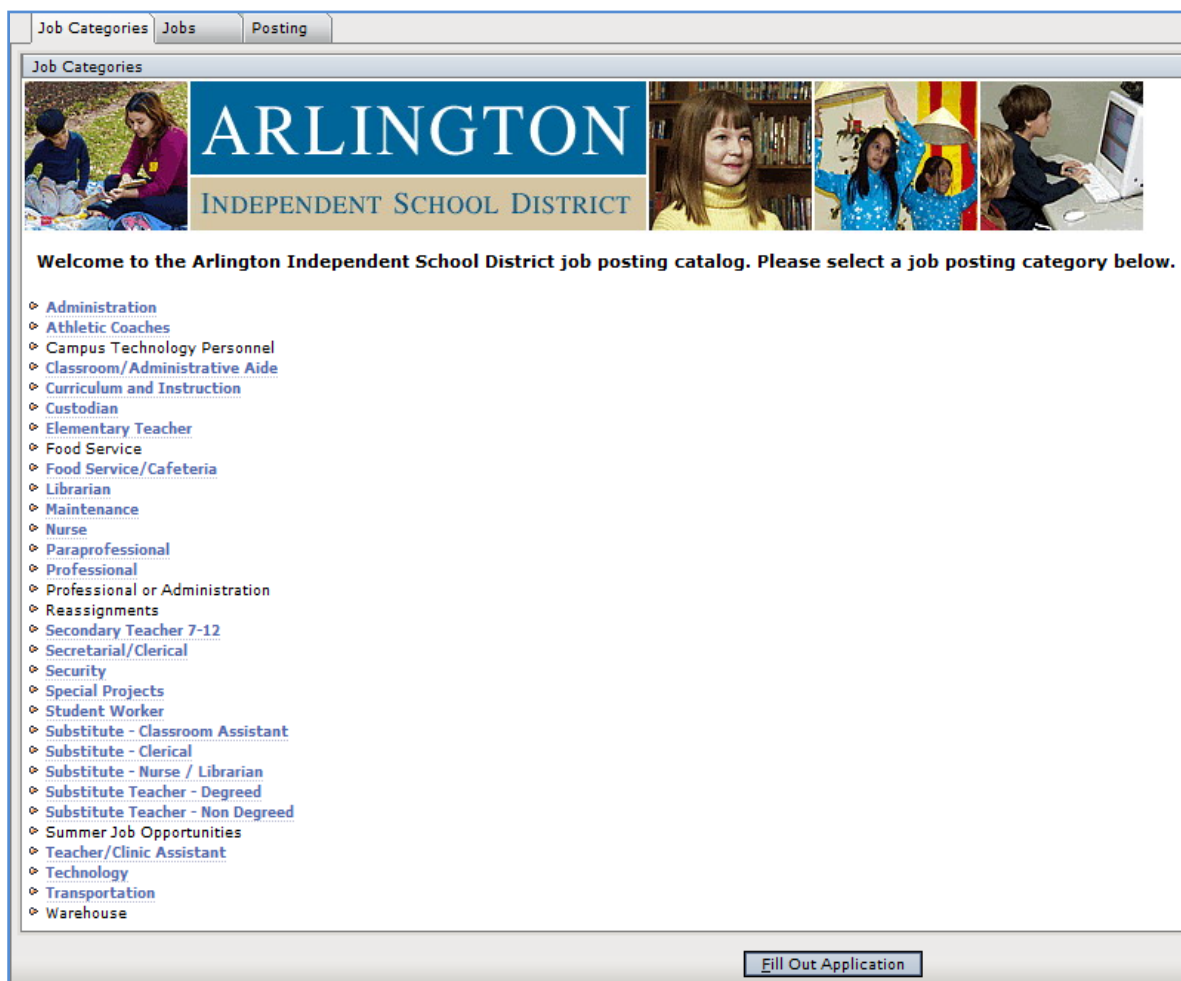 Job Categories Jobs Posting
Job Categories
ARLINGTON
INDEPENDENT SCHOOL DISTRICT
Welcome to the Arlington Independent School District job posting catalog. Please select a job posting category below.
Administration
Athletic Coaches
Campus Technology Personnel
Classroom/Administrative Aide
Curriculum and Instruction
Custodian
Elementary Teacher
Food Service
Food Service/Cafeteria
Librarian
Maintenance
Nurse
Paraprofessional
Professional
Professional or Administration
Reassignments
Secondary Teacher 7-12
Secretarial/Clerical
Security
Special Projects
Student Worker
Substitute - Classroom Assistant
Substitute - Clerical
Substitute - Nurse / Librarian
Substitute Teacher - Degreed
Substitute Teacher - Non Degreed
Summer Job Opportunities
Teacher/Clinic Assistant
Technology
Transportation
Warehouse
Fill Out Application